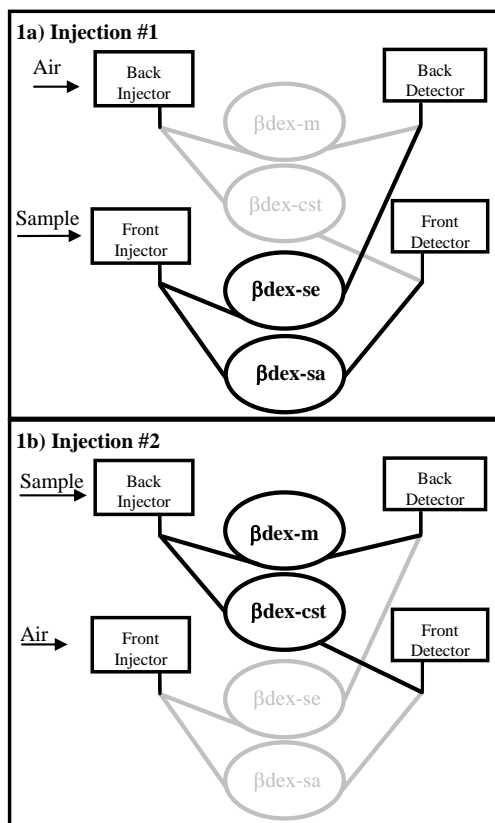 1a) Injection #1
Air
Back
Injector
Back
Detector
βdex-m
βdex-cst
Sample
Front
Injector
Front
Detector
βdex-se
βdex-sa
1b) Injection #2
Sample
Back
Injector
Back
Detector
βdex-m
βdex-cst
Air
Front
Injector
Front
Detector
βdex-se
βdex-sa